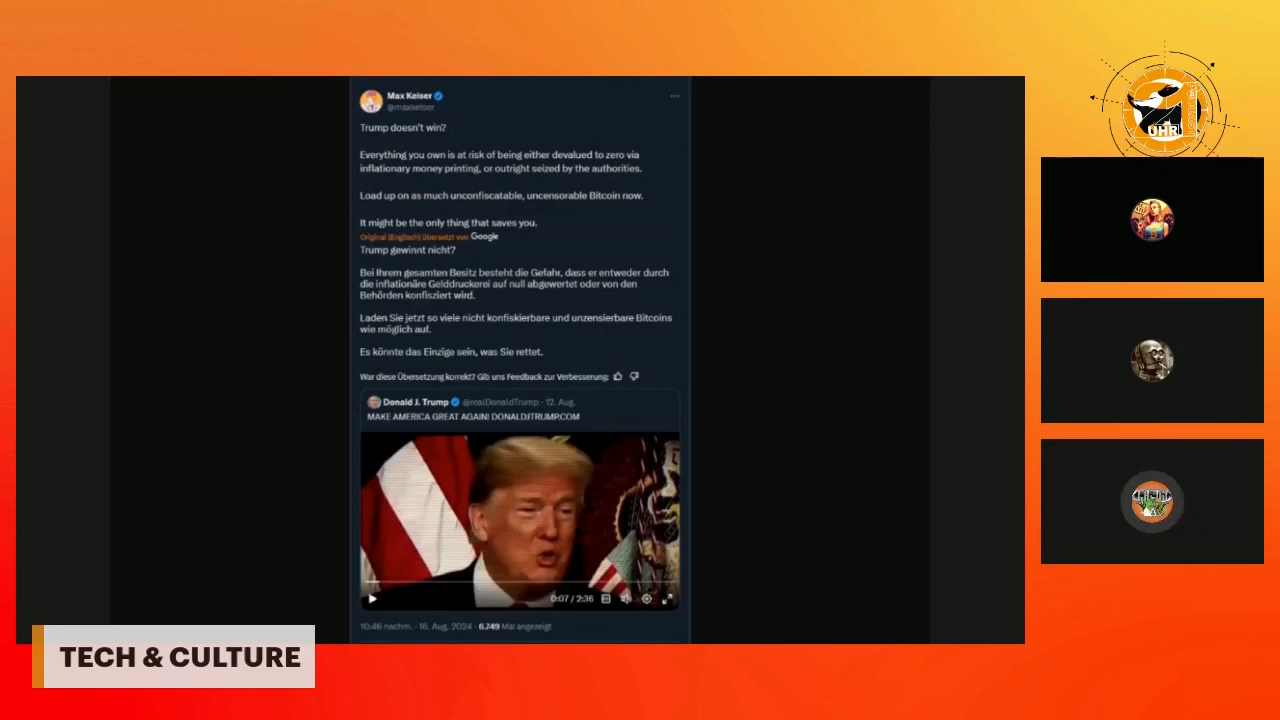 Max Keiser
@maxkeiser
Trump doesn't win?
Everything you own is at risk of being either devalued to zero via
inflationary money printing, or outright seized by the authorities.
Load up on as much unconfiscatable, uncensorable Bitcoin now.
It might be the only thing that saves you.
Original (Englisch) übersetzt von Google
Trump gewinnt nicht?
Bei Ihrem gesamten Besitz besteht die Gefahr, dass er entweder durch
die inflationäre Gelddruckerei auf null abgewertet oder von den
Behörden konfisziert wird.
Laden Sie jetzt so viele nicht konfiskierbare und unzensierbare Bitcoins
wie möglich auf.
Es könnte das Einzige sein, was Sie rettet.
War diese Übersetzung korrekt? Gib uns Feedback zur Verbesserung:
Donald J. Trump @realDonaldTrump · 12. Aug.
MAKE AMERICA GREAT AGAIN! DONALDJTRUMP.COM
0:07 / 2:36
10:46 nachm. · 16. Aug. 2024 · 6.749 Mal angezeigt
TECH & CULTURE
21
UHR